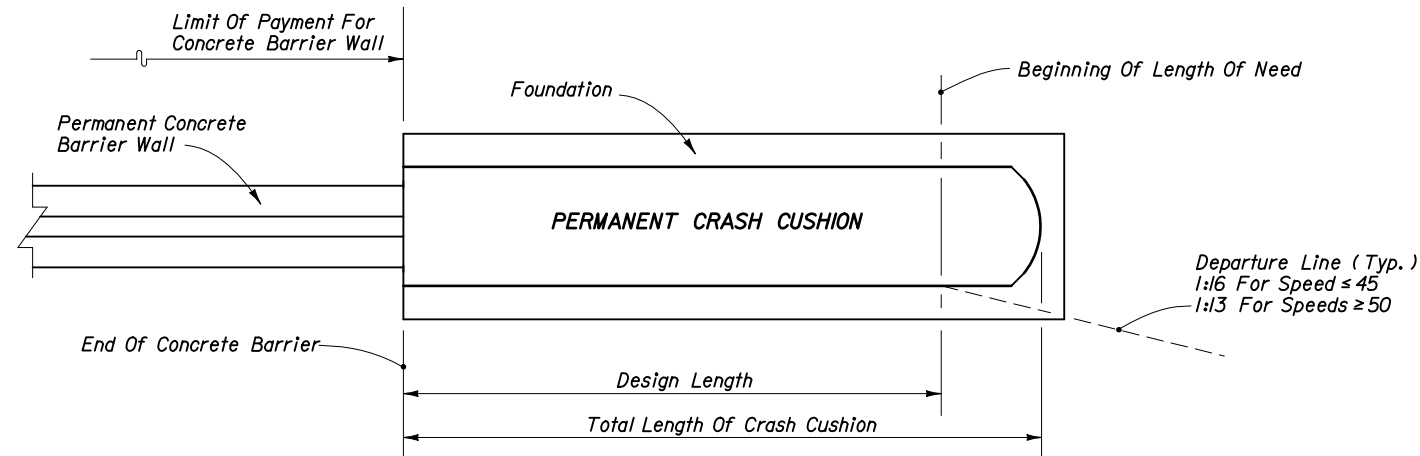 Limit Of Payment For
Concrete Barrier Wall
Beginning Of Length Of Need
Foundation
Permanent Concrete
Barrier Wall
PERMANENT CRASH CUSHION
Departure Line (Typ.)
1:16 For Speed ≤ 45
1:13 For Speeds ≥ 50
End Of Concrete Barrier
Design Length
Total Length Of Crash Cushion